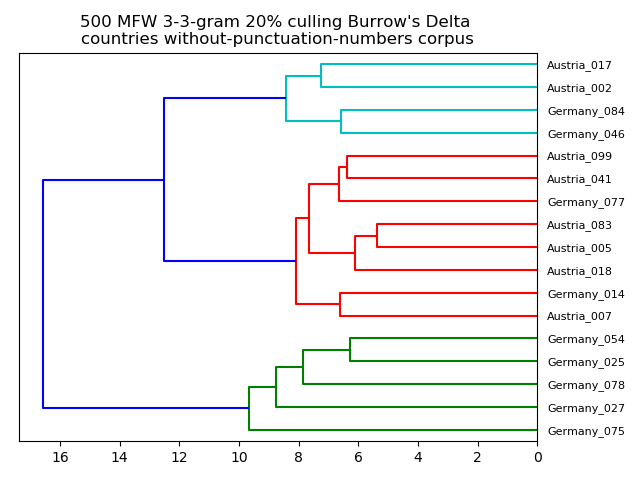 500 MFW 3-3-gram 20% culling Burrow's Delta
countries without-punctuation-numbers corpus
Austria_017
Austria_002
Germany_084
Germany_046
Austria_099
Austria_041
Germany_077
Austria_083
Austria_005
Austria_018
Germany_014
Austria_007
Germany_054
Germany_025
Germany_078
Germany_027
Germany_075
16 14 12 10 8 6 4 2 0